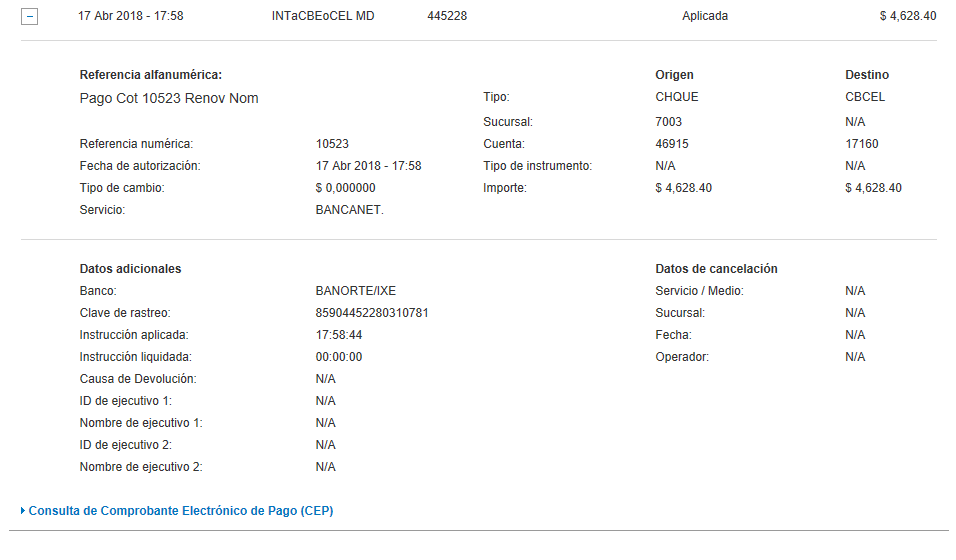 17 Abr 2018 - 17:58 INTaCBEoCEL MD 445228 Aplicada $ 4,628.40
Referencia alfanumérica: Origen Destino
Pago Cot 10523 Renov Nom Tipo: CHQUE CBCEL
Sucursal: 7003 N/A
Referencia numérica: 10523 Cuenta: 46915 17160
Fecha de autorización: 17 Abr 2018 - 17:58 Tipo de instrumento: N/A N/A
Tipo de cambio: $ 0,000000 Importe: $ 4,628.40 $ 4,628.40
Servicio: BANCANET.
Datos adicionales Datos de cancelación
Banco: BANORTE/IXE Servicio / Medio: N/A
Clave de rastreo: 85904452280310781 Sucursal: N/A
Instrucción aplicada: 17:58:44 Fecha: N/A
Instrucción liquidada: 00:00:00 Operador: N/A
Causa de Devolución: N/A
ID de ejecutivo 1: N/A
Nombre de ejecutivo 1: N/A
ID de ejecutivo 2: N/A
Nombre de ejecutivo 2: N/A
Consulta de Comprobante Electrónico de Pago (CEP)